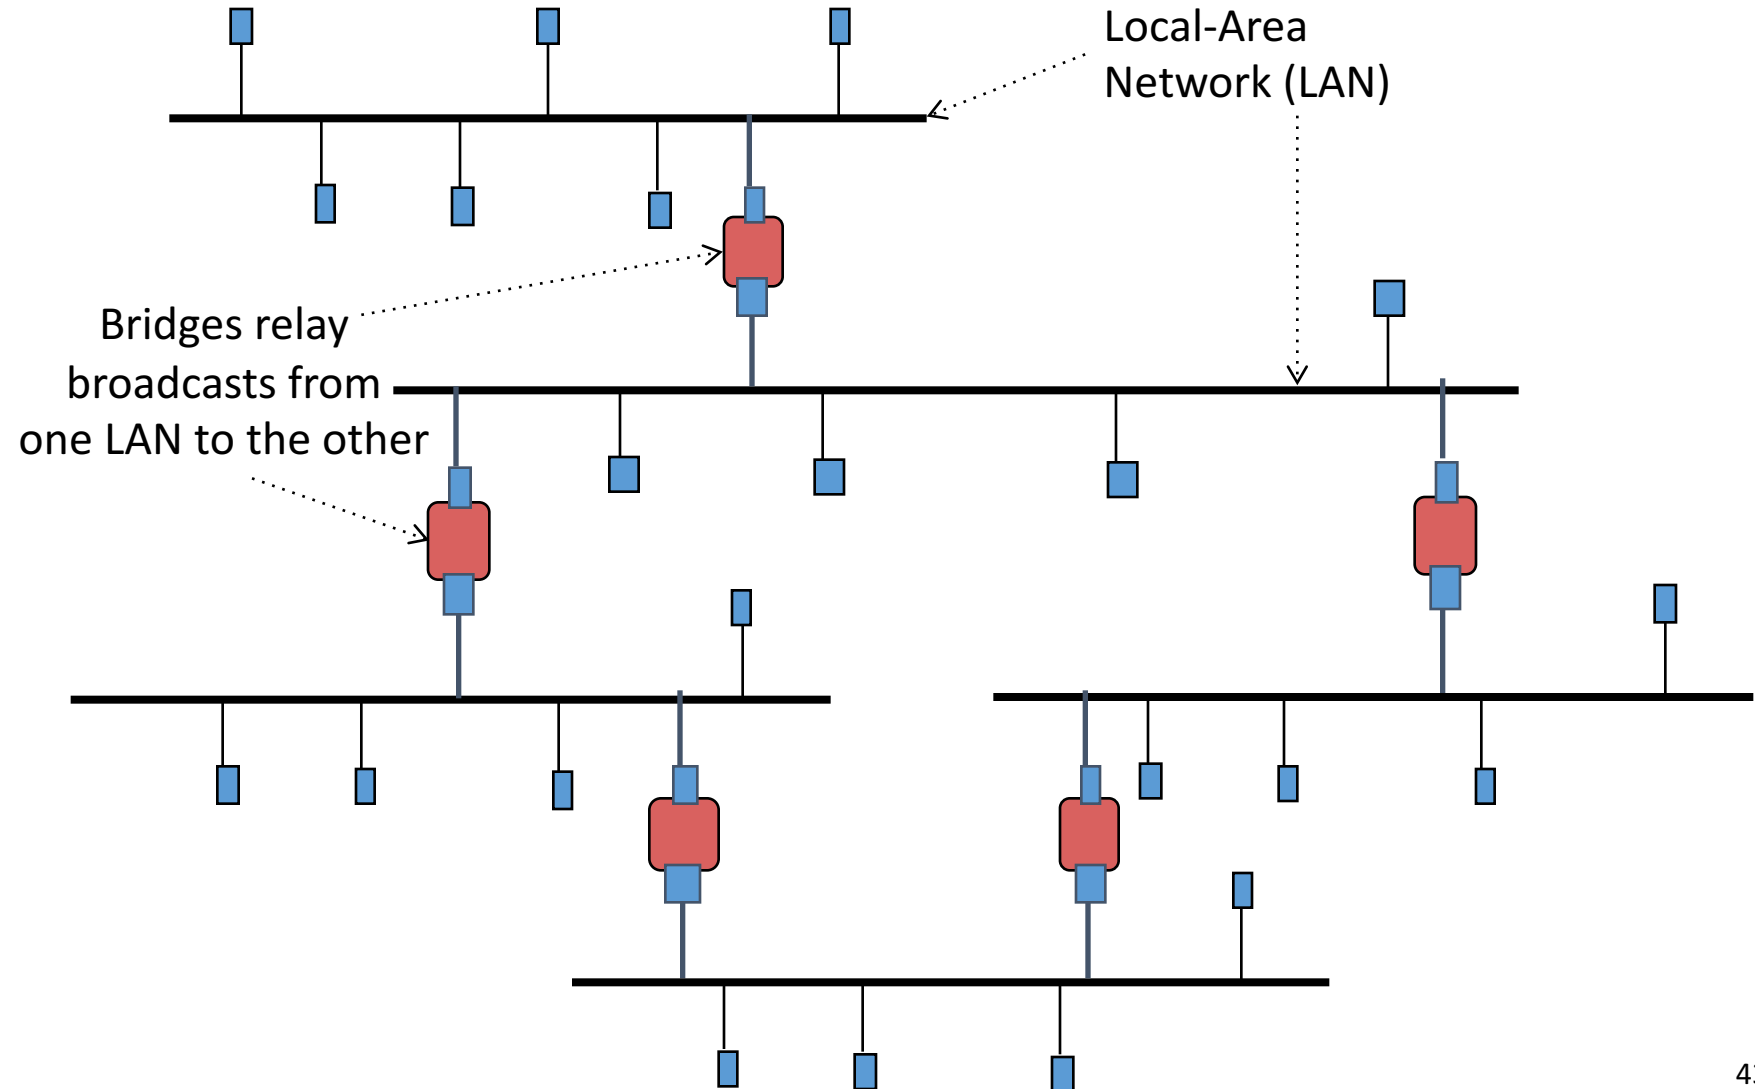 Local-Area
Network (LAN)
Bridges relay
broadcasts from
one LAN to the other